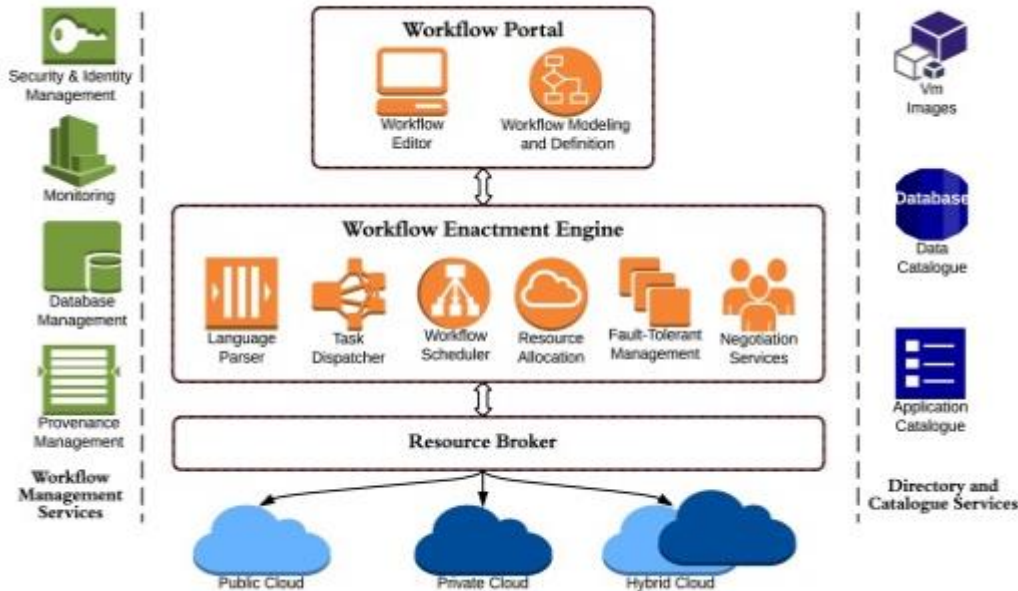 Security & Identity
Management
Monitoring
Database
Management
Provenance
Management
Workflow
Management
Services
Workflow Portal
Workflow
Editor
Workflow Modeling
and Definition
Workflow Enactment Engine
Language
Parser
Task
Dispatcher
Workflow
Scheduler
Resource
Allocation
Fault-Tolerant
Management
Negotiation
Services
Resource Broker
Public Cloud
Private Cloud
Hybrid Cloud
Vm
Images
Database
Data
Catalogue
Application
Catalogue
Directory and
Catalogue Services